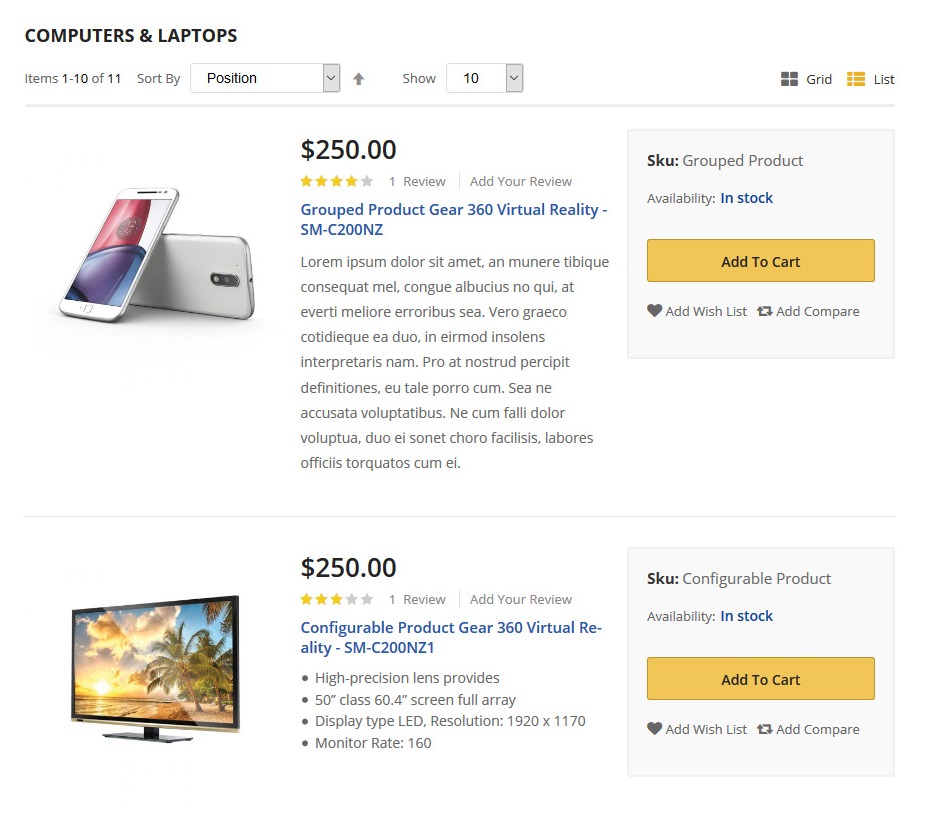 COMPUTERS & LAPTOPS
Items 1-10 of 11 Sort By Position Show 10 Grid List
$250.00
1 Review Add Your Review
Grouped Product Gear 360 Virtual Reality -
SM-C200NZ
Lorem ipsum dolor sit amet, an munere tibique
consequat mel, congue albucius no qui, at
everti meliore erroribus sea. Vero graeco
cotidieque ea duo, in eirmod insolens
interpretaris nam. Pro at nostrud percipit
definitiones, eu tale porro cum. Sea ne
accusata voluptatibus. Ne cum falli dolor
voluptua, duo ei sonet choro facilisis, labores
officiis torquatos cum ei.
Sku: Grouped Product
Availability: In stock
Add To Cart
Add Wish List Add Compare
$250.00
1 Review Add Your Review
Configurable Product Gear 360 Virtual Re-
ality - SM-C200NZ1
• High-precision lens provides
• 50” class 60.4” screen full array
• Display type LED, Resolution: 1920 x 1170
• Monitor Rate: 160
Sku: Configurable Product
Availability: In stock
Add To Cart
Add Wish List Add Compare